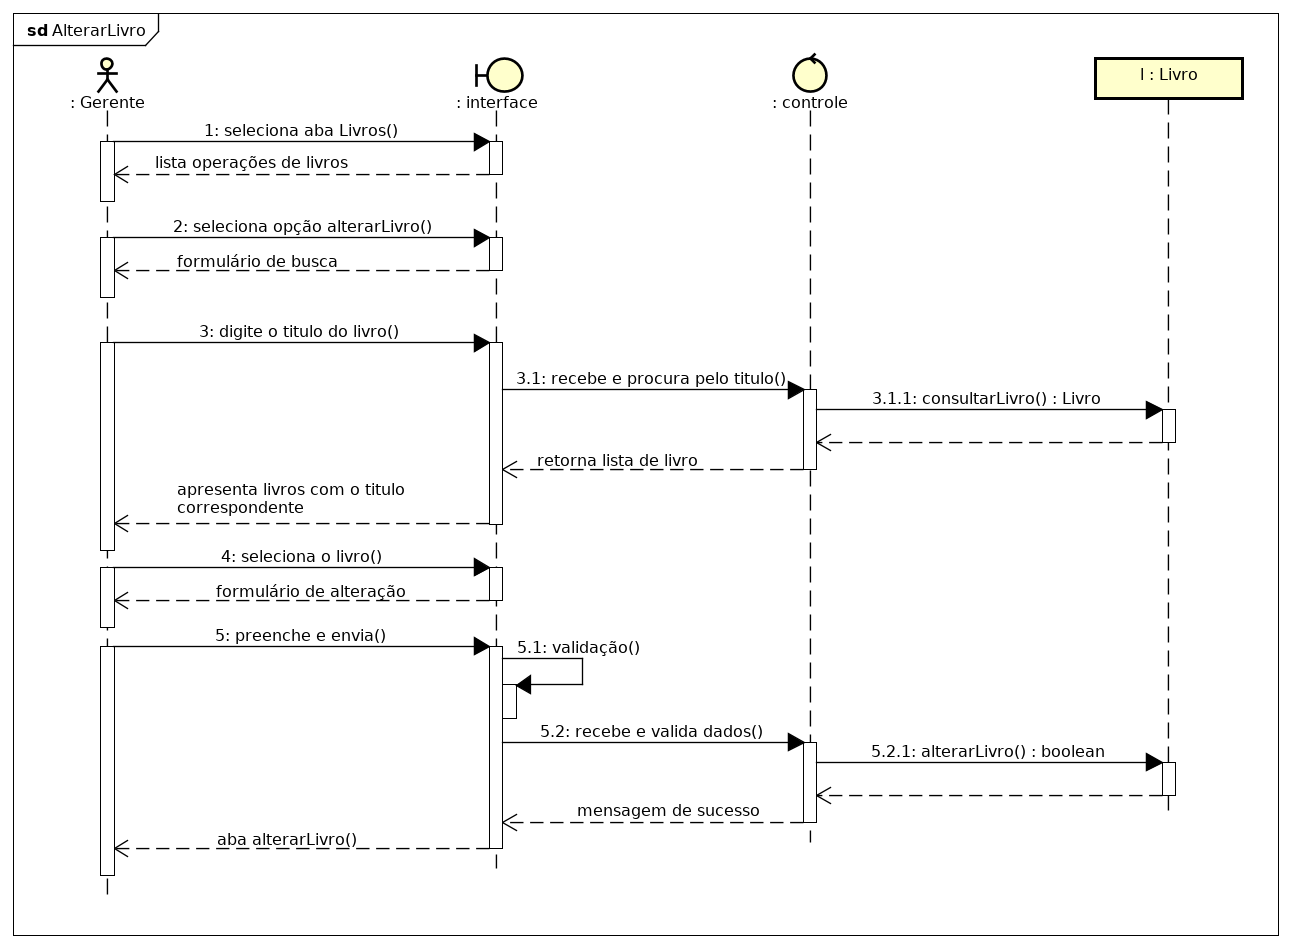 sd AlterarLivro
: Gerente
: interface
: controle
l : Livro
1: seleciona aba Livros()
lista operações de livros
2: seleciona opção alterarLivro()
formulário de busca
3: digite o titulo do livro()
3.1: recebe e procura pelo titulo()
3.1.1: consultarLivro() : Livro
retorna lista de livro
apresenta livros com o titulo
correspondente
4: seleciona o livro()
formulário de alteração
5: preenche e envia()
5.1: validação()
5.2: recebe e valida dados()
5.2.1: alterarLivro() : boolean
mensagem de sucesso
aba alterarLivro()